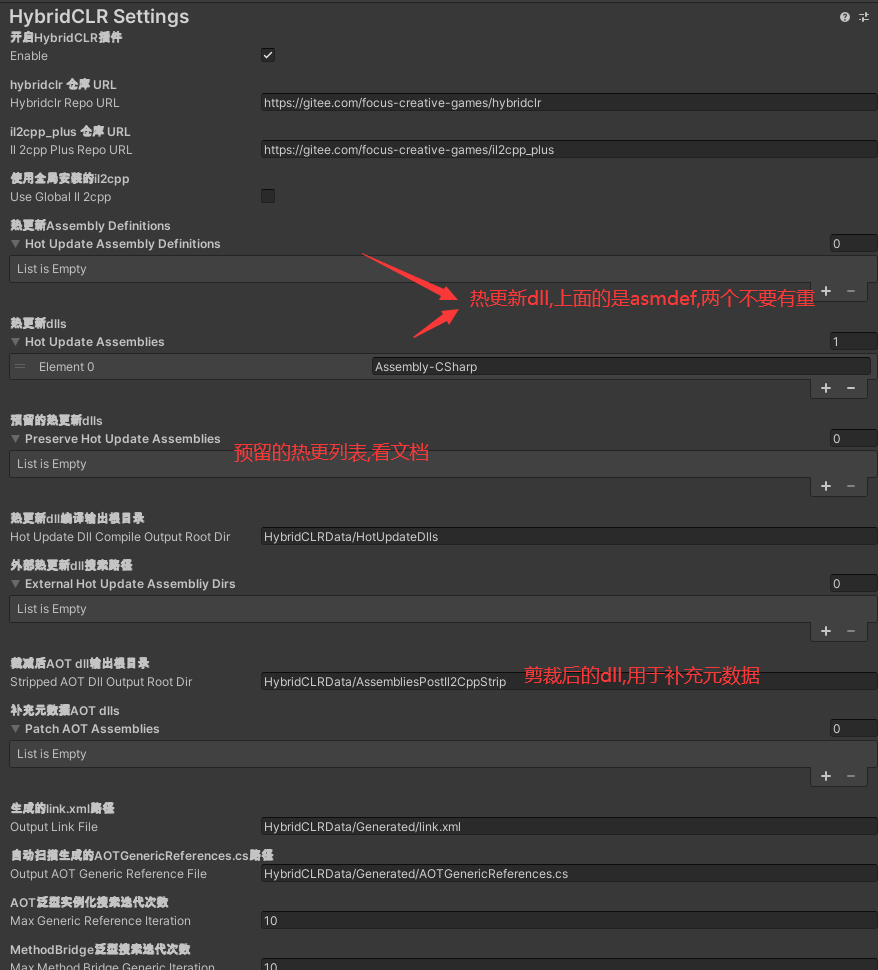 HybridCLR Settings
开启HybridCLR插件
Enable
hybridclr 仓库 URL
Hybridclr Repo URL
https://gitee.com/focus-creative-games/hybridclr
il2cpp_plus 仓库 URL
Il 2cpp Plus Repo URL
https://gitee.com/focus-creative-games/il2cpp_plus
使用全局安装的il2cpp
Use Global Il 2cpp
热更新Assembly Definitions
Hot Update Assembly Definitions
0
List is Empty
热更新dll,上面的是asmdef,两个不要有重
热更新dlls
Hot Update Assemblies
1
Element 0
Assembly-CSharp
预留的热更新dlls
Preserve Hot Update Assemblies
0
预留的热更列表,看文档
List is Empty
热更新dll编译输出根目录
Hot Update Dll Compile Output Root Dir
HybridCLRData/HotUpdateDlls
外部热更新dll搜索路径
External Hot Update Assembliy Dirs
0
List is Empty
裁减后AOT dll输出根目录
Stripped AOT Dll Output Root Dir
HybridCLRData/AssembliesPostIl2CppStrip
剪裁后的dll,用于补充元数据
补充元数据AOT dlls
Patch AOT Assemblies
0
List is Empty
生成的link.xml路径
Output Link File
HybridCLRData/Generated/link.xml
自动扫描生成的AOTGenericReferences.cs路径
Output AOT Generic Reference File
HybridCLRData/Generated/AOTGenericReferences.cs
AOT泛型实例化搜索迭代次数
Max Generic Reference Iteration
10
MethodBridge泛型搜索迭代次数
Max Method Bridge Generic Iteration
10